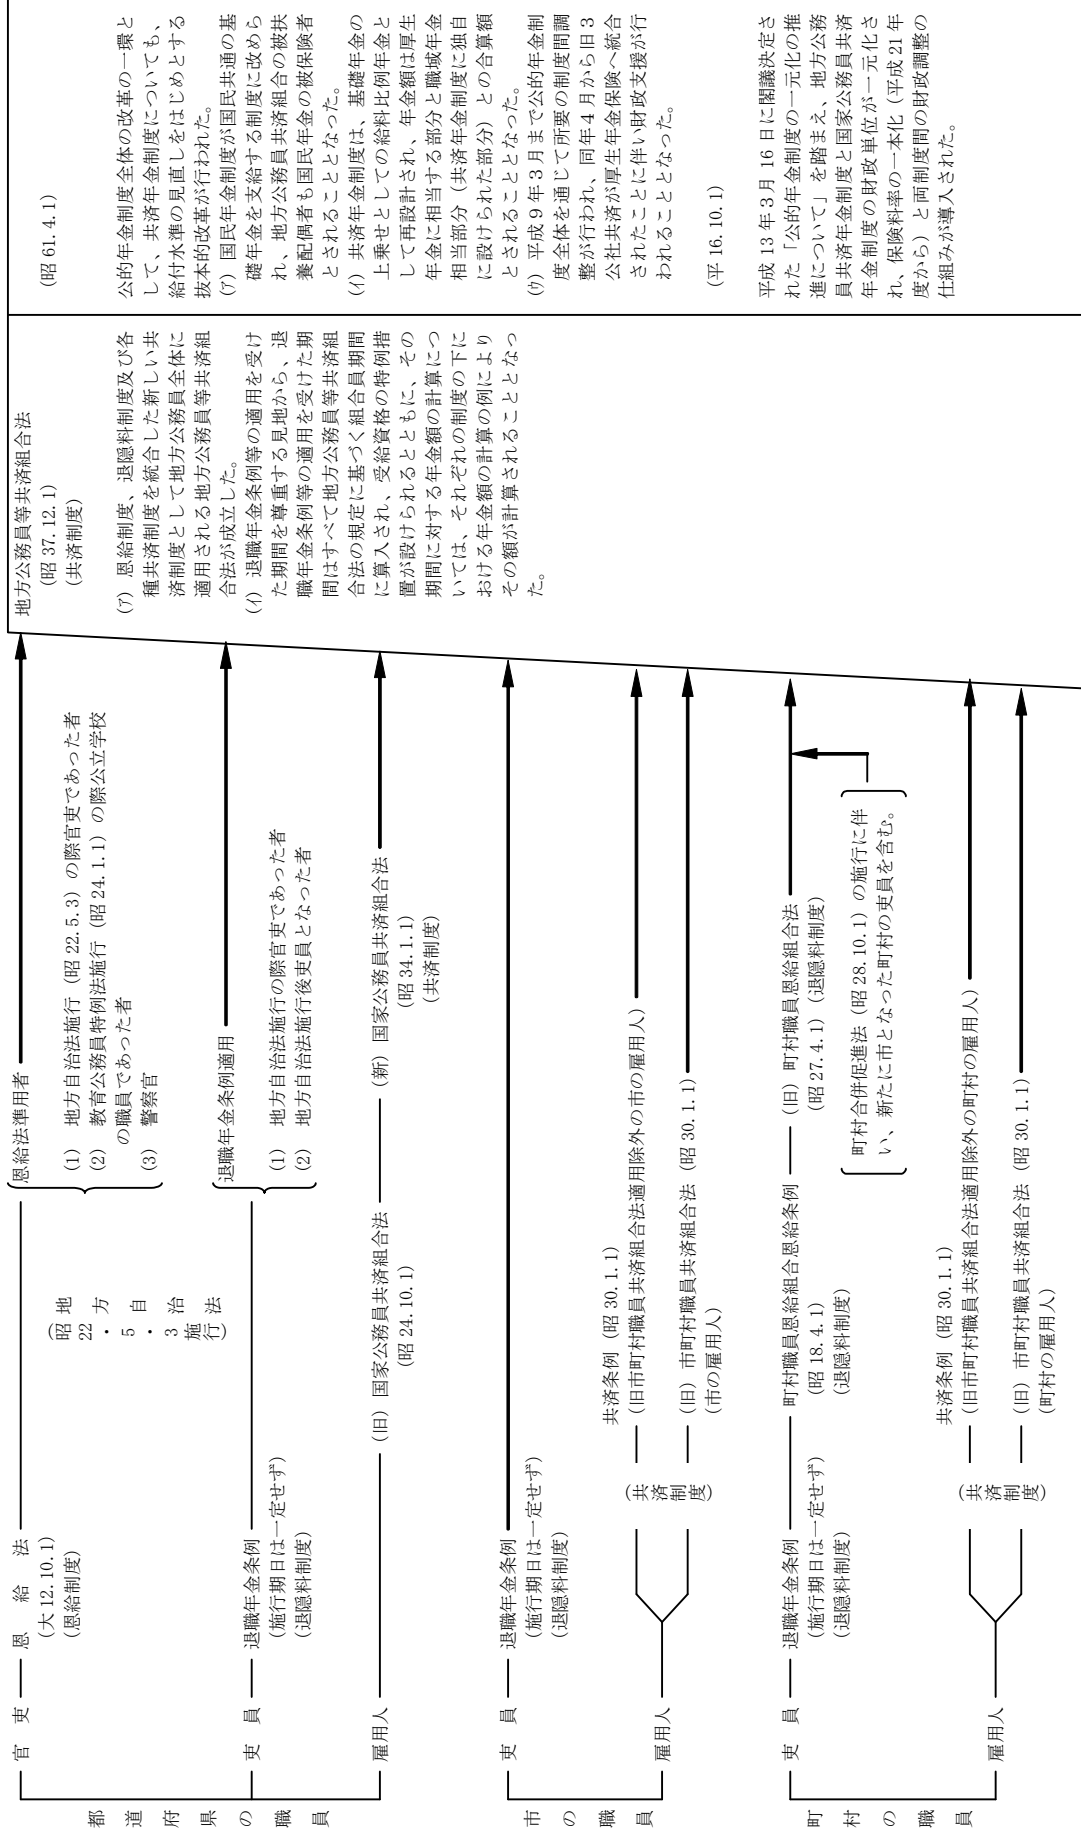 都道府県の職員
官吏
恩給法
(大 12.10.1)
(恩給制度)
地方自治法施行
(昭22・5・3)
恩給法準用者
(1) 地方自治法施行（昭 22.5.3）の際官吏であった者
(2) 教育公務員特例法施行（昭 24.1.1）の際公立学校
の職員であった者
(3) 警察官
吏員
退職年金条例
(施行期日は一定せず)
(退隠料制度)
退職年金条例適用
(1) 地方自治法施行の際官吏であった者
(2) 地方自治法施行後吏員となった者
雇用人
(旧) 国家公務員共済組合法
(昭 24.10.1)
(新) 国家公務員共済組合法
(昭 34.1.1)
(共済制度)
市の職員
吏員
退職年金条例
(施行期日は一定せず)
(退隠料制度)
雇用人
(共済制度)
共済条例（昭 30.1.1）
(旧市町村職員共済組合法適用除外の市の雇用人)
(旧) 市町村職員共済組合法（昭 30.1.1）
(市の雇用人)
町村の職員
吏員
退職年金条例
(施行期日は一定せず)
(退隠料制度)
町村職員恩給組合恩給条例
(昭 18.4.1)
(退隠料制度)
(旧) 町村職員恩給組合法
(昭 27.4.1)（退隠料制度）
町村合併促進法（昭 28.10.1）の施行に伴
い、新たに市となった町村の吏員を含む。
雇用人
(共済制度)
共済条例（昭 30.1.1）
(旧市町村職員共済組合法適用除外の町村の雇用人)
(旧) 市町村職員共済組合法（昭 30.1.1）
(町村の雇用人)
地方公務員等共済組合法
(昭 37.12.1)
(共済制度)
(ｱ) 恩給制度、退隠料制度及び各
種共済制度を統合した新しい共
済制度として地方公務員全体に
適用される地方公務員等共済組
合法が成立した。
(ｲ) 退職年金条例等の適用を受け
た期間を尊重する見地から、退
職年金条例等の適用を受けた期
間はすべて地方公務員等共済組
合法の規定に基づく組合員期間
に算入され、受給資格の特例措
置が設けられるとともに、その
期間に対する年金額の計算につ
いては、それぞれの制度の下に
おける年金額の計算の例により
その額が計算されることとなっ
た。
(昭 61.4.1)
公的年金制度全体の改革の一環と
して、共済年金制度についても、
給付水準の見直しをはじめとする
抜本的改革が行われた。
(ｱ) 国民年金制度が国民共通の基
礎年金を支給する制度に改めら
れ、地方公務員共済組合の被扶
養配偶者も国民年金の被保険者
とされることとなった。
(ｲ) 共済年金制度は、基礎年金の
上乗せとしての給料比例年金と
して再設計され、年金額は厚生
年金に相当する部分と職域年金
相当部分（共済年金制度に独自
に設けられた部分）との合算額
とされることとなった。
(ｳ) 平成９年３月まで公的年金制
度全体を通じて所要の制度間調
整が行われ、同年４月から旧３
公社共済が厚生年金保険へ統合
されたことに伴い財政支援が行
われることとなった。
(平 16.10.1)
平成 13 年３月 16 日に閣議決定さ
れた「公的年金制度の一元化の推
進について」を踏まえ、地方公務
員共済年金制度と国家公務員共済
年金制度の財政単位が一元化さ
れ、保険料率の一本化（平成 21 年
度から）と両制度間の財政調整の
仕組みが導入された。